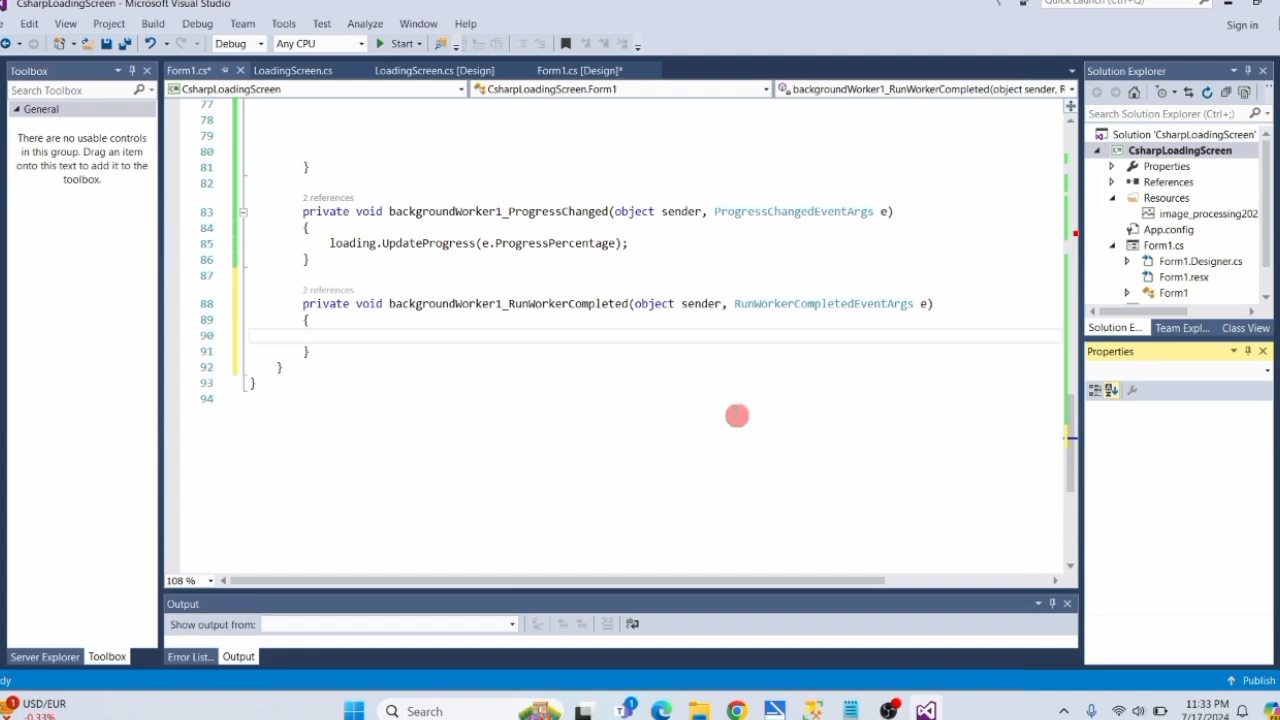 CsharpLoadingScreen - Microsoft Visual Studio
Quick Launch (Ctrl+Q)
Edit View Project Build Debug Team Tools Test Analyze Window Help
Sign in
Debug Any CPU Start
Toolbox
Search Toolbox
General
There are no usable controls
in this group. Drag an item
onto this text to add it to the
toolbox.
Server Explorer Toolbox
Form1.cs* LoadingScreen.cs LoadingScreen.cs [Design] Form1.cs [Design]*
CsharpLoadingScreen CsharpLoadingScreen.Form1 backgroundWorker1_RunWorkerCompleted(object sender, R
77
78
79
80
81 }
82
2 references
83 private void backgroundWorker1_ProgressChanged(object sender, ProgressChangedEventArgs e)
84 {
85 loading.UpdateProgress(e.ProgressPercentage);
86 }
87
2 references
88 private void backgroundWorker1_RunWorkerCompleted(object sender, RunWorkerCompletedEventArgs e)
89 {
90
91 }
92 }
93 }
94
108 %
Output
Show output from:
Error List... Output
Solution Explorer
Search Solution Explorer (Ctrl+;)
Solution 'CsharpLoadingScreen'
CsharpLoadingScreen
Properties
References
Resources
image_processing202
App.config
Form1.cs
Form1.Designer.cs
Form1.resx
Form1
Solution E... Team Expl... Class View
Properties
dy
Publish
USD/EUR
-0.33%
Search
11:33 PM
7/17/2024